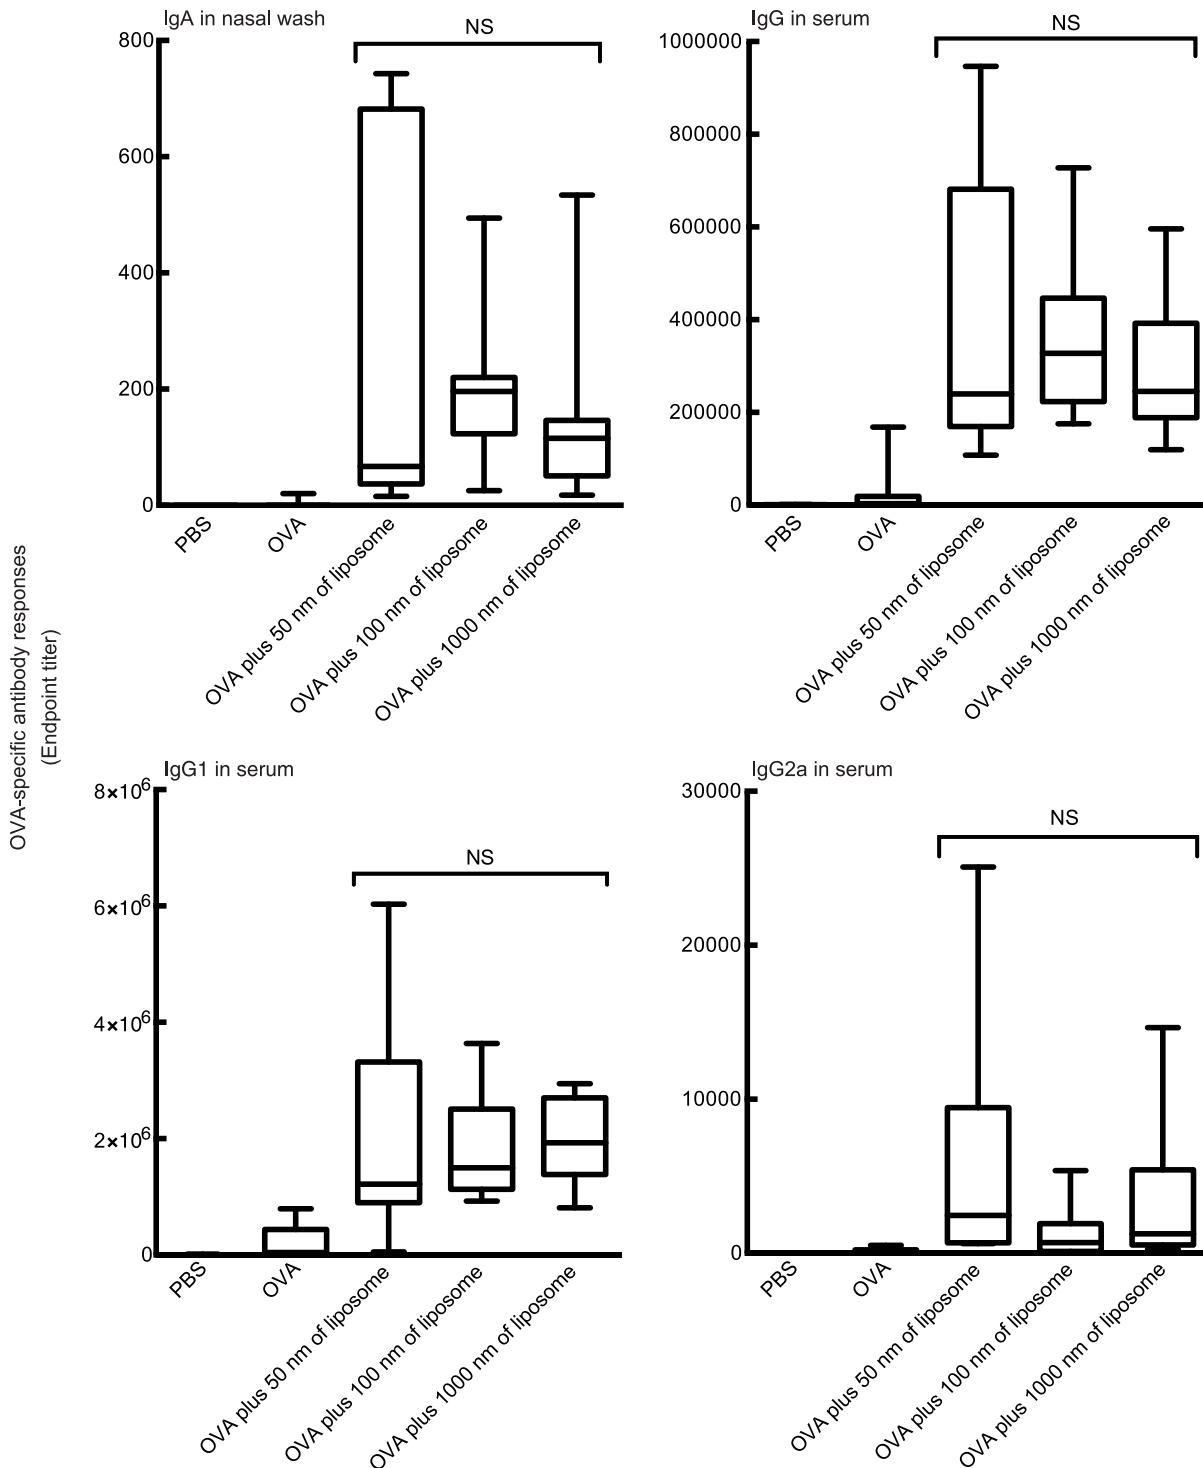 IgA in nasal wash
NS
800
600
400
200
0
PBS
OVA
OVA plus 50 nm of liposome
OVA plus 100 nm of liposome
OVA plus 1000 nm of liposome
IgG in serum
NS
1000000
800000
600000
400000
200000
0
PBS
OVA
OVA plus 50 nm of liposome
OVA plus 100 nm of liposome
OVA plus 1000 nm of liposome
OVA-specific antibody responses
(Endpoint titer)
IgG1 in serum
NS
8×10⁶
6×10⁶
4×10⁶
2×10⁶
0
PBS
OVA
OVA plus 50 nm of liposome
OVA plus 100 nm of liposome
OVA plus 1000 nm of liposome
IgG2a in serum
NS
30000
20000
10000
0
PBS
OVA
OVA plus 50 nm of liposome
OVA plus 100 nm of liposome
OVA plus 1000 nm of liposome